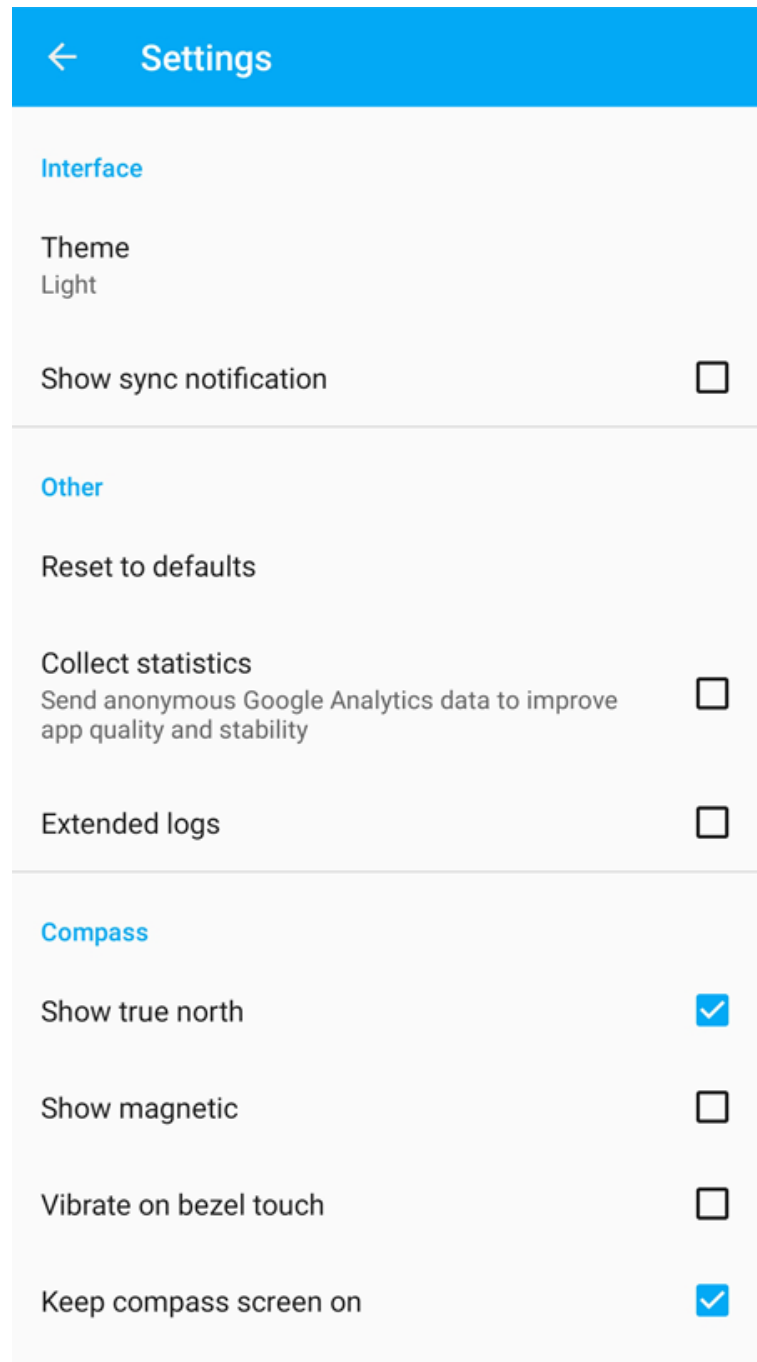 Settings
Interface
Theme
Light
Show sync notification
Other
Reset to defaults
Collect statistics
Send anonymous Google Analytics data to improve
app quality and stability
Extended logs
Compass
Show true north
Show magnetic
Vibrate on bezel touch
Keep compass screen on